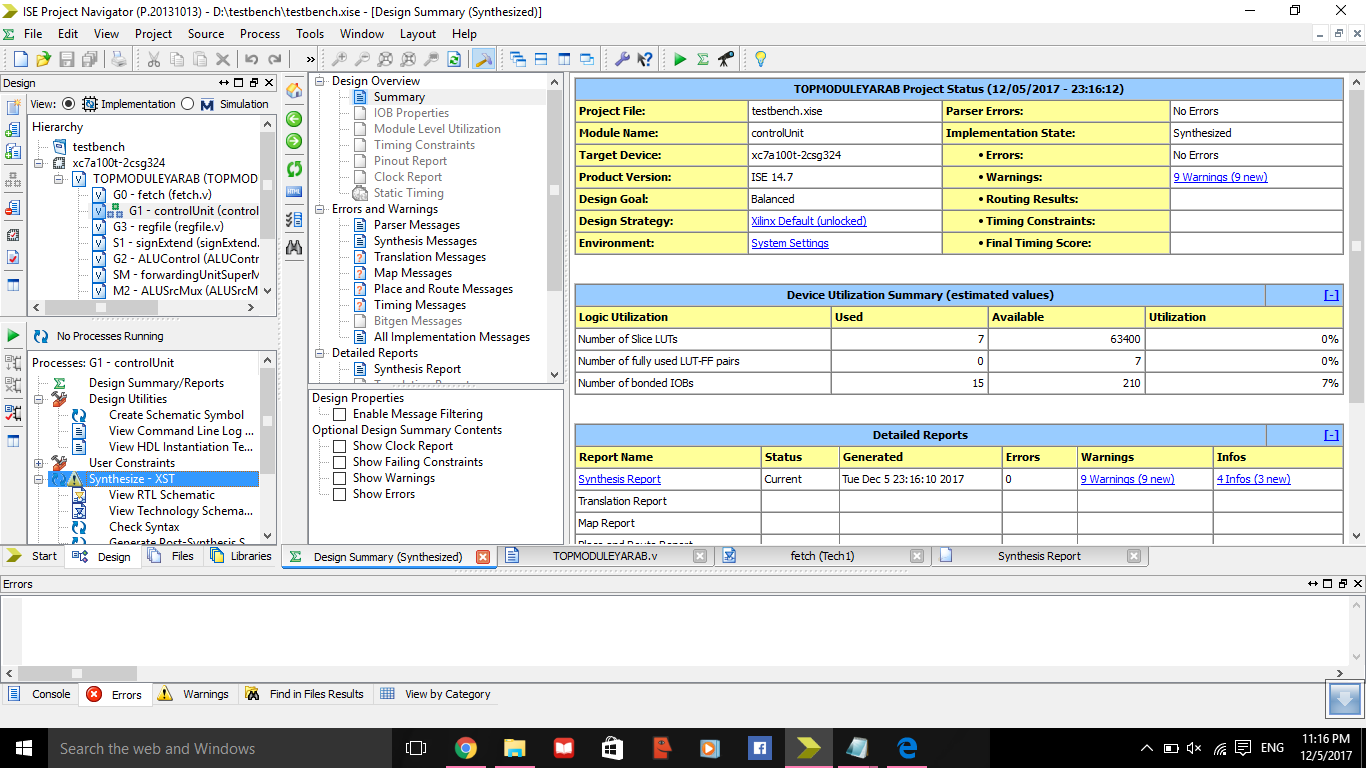 ISE Project Navigator (P.20131013) - D:\testbench\testbench.xise - [Design Summary (Synthesized)]
File Edit View Project Source Process Tools Window Layout Help
Design
View: Implementation Simulation
Hierarchy
testbench
xc7a100t-2csg324
TOPMODULEYARAB (TOPMOD
G0 - fetch (fetch.v)
G1 - controlUnit (control
G3 - regfile (regfile.v)
S1 - signExtend (signExtend.
G2 - ALUControl (ALUContr
SM - forwardingUnitSuperM
M2 - ALUSrcMux (ALUSrcM
No Processes Running
Processes: G1 - controlUnit
Design Summary/Reports
Design Utilities
Create Schematic Symbol
View Command Line Log ...
View HDL Instantiation Te...
User Constraints
Synthesize - XST
View RTL Schematic
View Technology Schema...
Check Syntax
Generate Post-Synthesis S
Start Design Files Libraries
Design Overview
Summary
IOB Properties
Module Level Utilization
Timing Constraints
Pinout Report
Clock Report
Static Timing
Errors and Warnings
Parser Messages
Synthesis Messages
Translation Messages
Map Messages
Place and Route Messages
Timing Messages
Bitgen Messages
All Implementation Messages
Detailed Reports
Synthesis Report
Translation Report
Design Properties
Enable Message Filtering
Optional Design Summary Contents
Show Clock Report
Show Failing Constraints
Show Warnings
Show Errors
TOPMODULEYARAB Project Status (12/05/2017 - 23:16:12)
Project File: testbench.xise Parser Errors: No Errors
Module Name: controlUnit Implementation State: Synthesized
Target Device: xc7a100t-2csg324 • Errors: No Errors
Product Version: ISE 14.7 • Warnings: 9 Warnings (9 new)
Design Goal: Balanced • Routing Results:
Design Strategy: Xilinx Default (unlocked) • Timing Constraints:
Environment: System Settings • Final Timing Score:
Device Utilization Summary (estimated values) [-]
Logic Utilization Used Available Utilization
Number of Slice LUTs 7 63400 0%
Number of fully used LUT-FF pairs 0 7 0%
Number of bonded IOBs 15 210 7%
Detailed Reports [-]
Report Name Status Generated Errors Warnings Infos
Synthesis Report Current Tue Dec 5 23:16:10 2017 0 9 Warnings (9 new) 4 Infos (3 new)
Translation Report
Map Report
Place and Route Report
Design Summary (Synthesized) TOPMODULEYARAB.v fetch (Tech1) Synthesis Report
Errors
Console Errors Warnings Find in Files Results View by Category
Search the web and Windows
ENG
11:16 PM
12/5/2017